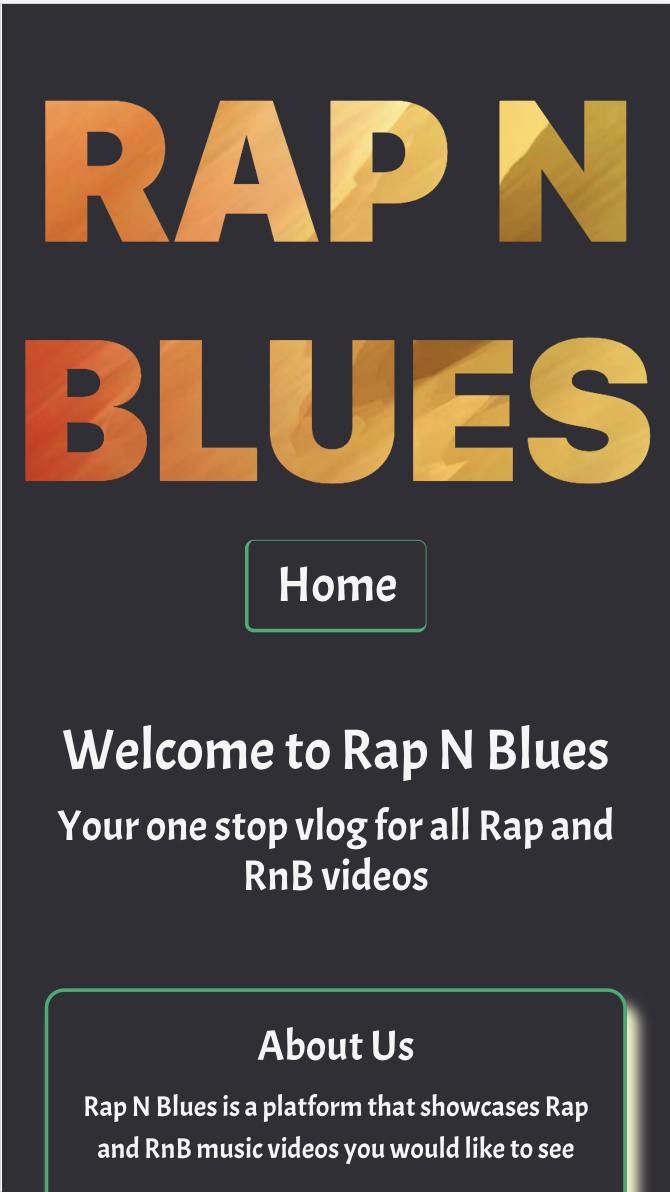 RAP N
BLUES
Home
Welcome to Rap N Blues
Your one stop vlog for all Rap and
RnB videos
About Us
Rap N Blues is a platform that showcases Rap
and RnB music videos you would like to see